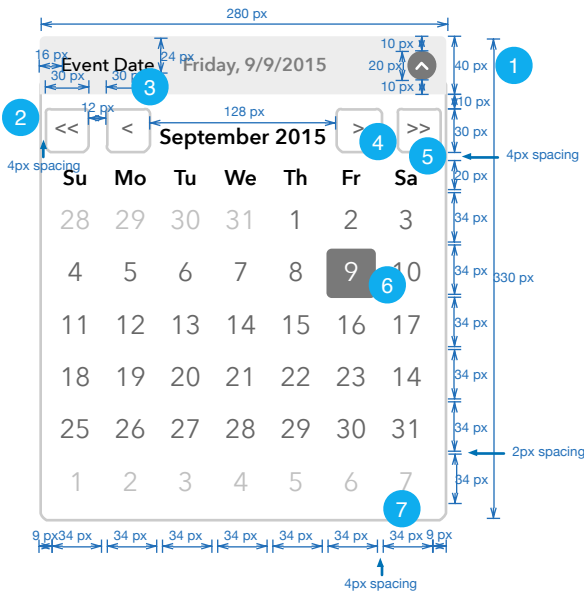 280 px
16 px
Event Date
24 px
Friday, 9/9/2015
10 px
20 px
10 px
40 px
1
30 px
30 px
3
10 px
2
12 px
128 px
<<
<
September 2015
>
4
>>
5
30 px
4px spacing
4px spacing
20 px
Su Mo Tu We Th Fr Sa
28 29 30 31 1 2 3
34 px
4 5 6 7 8 9 10
6
34 px
330 px
11 12 13 14 15 16 17
34 px
18 19 20 21 22 23 14
34 px
25 26 27 28 29 30 31
34 px
2px spacing
1 2 3 4 5 6 7
34 px
7
9 px 34 px 34 px 34 px 34 px 34 px 34 px 34 px 9 px
4px spacing